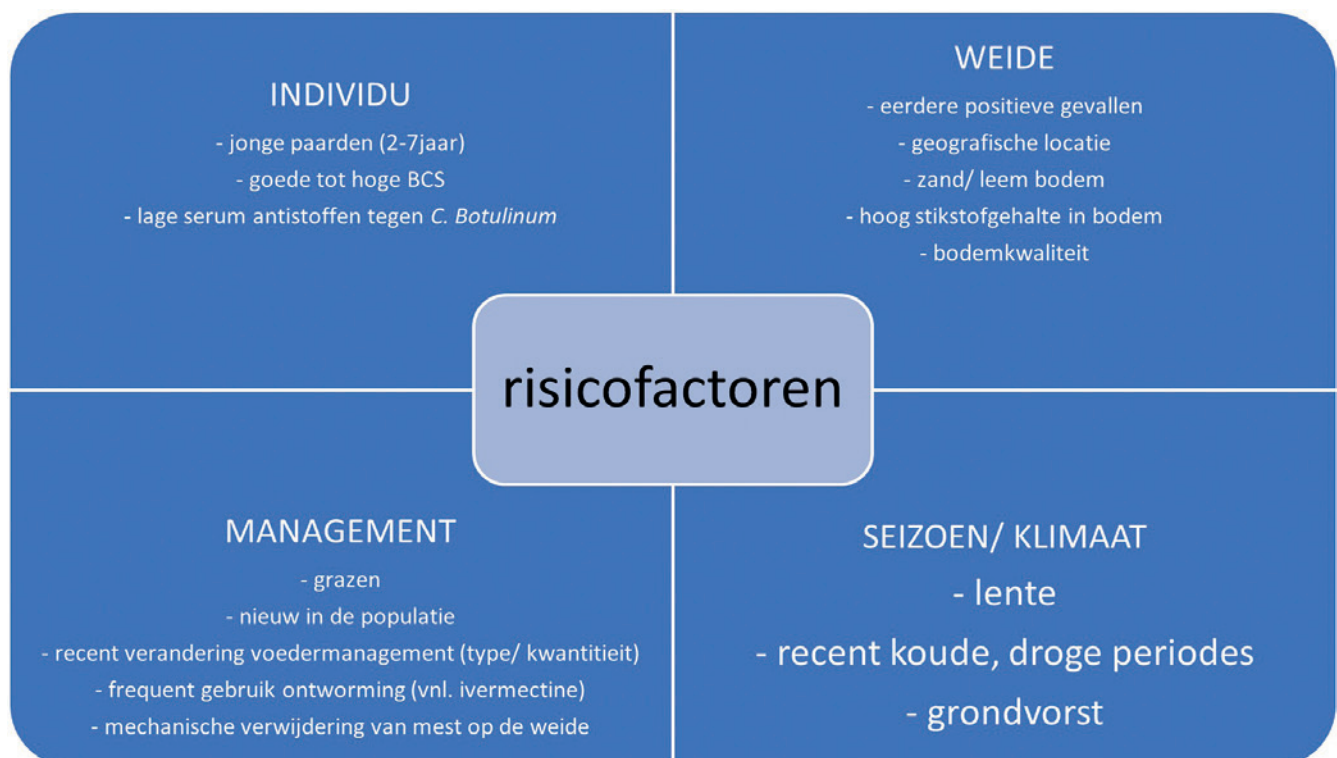 INDIVIDU
- jonge paarden (2-7jaar)
- goede tot hoge BCS
- lage serum antistoffen tegen C. Botulinum
WEIDE
- eerdere positieve gevallen
- geografische locatie
- zand/ leem bodem
- hoog stikstofgehalte in bodem
- bodemkwaliteit
risicofactoren
MANAGEMENT
- grazen
- nieuw in de populatie
- recent verandering voedermanagement (type/ kwantitieit)
- frequent gebruik ontworming (vnl. ivermectine)
- mechanische verwijdering van mest op de weide
SEIZOEN/ KLIMAAT
- lente
- recent koude, droge periodes
- grondvorst